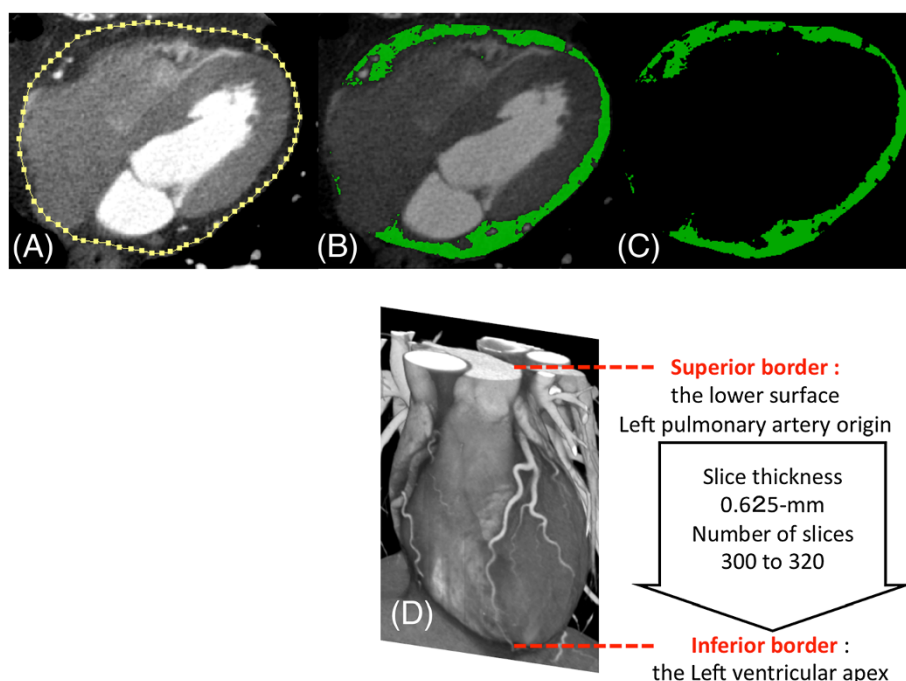 (A)
(B)
(C)
(D)
Superior border :
the lower surface
Left pulmonary artery origin
Slice thickness
0.625-mm
Number of slices
300 to 320
Inferior border :
the Left ventricular apex